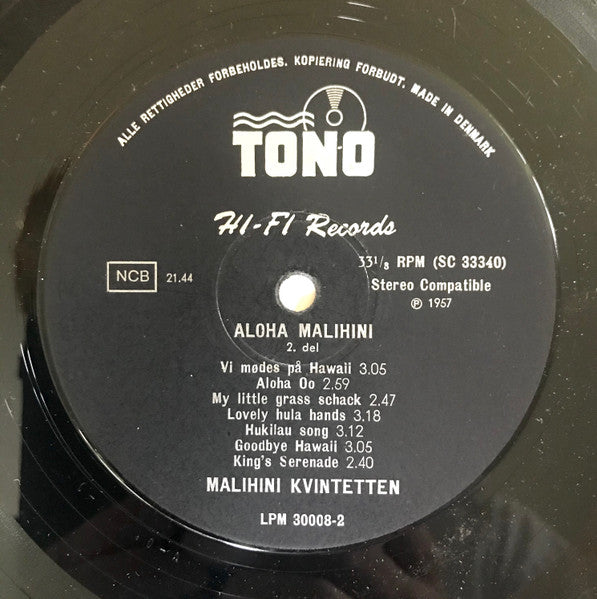 ALLE RETTIGHEDER FORBEHOLDES. KOPIERING FORBUDT. MADE IN DENMARK
TONO
HI-FI Records
33⅓ RPM (SC 33340)
NCB 21.44
Stereo Compatible
℗ 1957
ALOHA MALIHINI
2. del
Vi mødes på Hawaii 3.05
Aloha Oo 2.59
My little grass schack 2.47
Lovely hula hands 3.18
Hukilau song 3.12
Goodbye Hawaii 3.05
King's Serenade 2.40
MALIHINI KVINTETTEN
LPM 30008-2